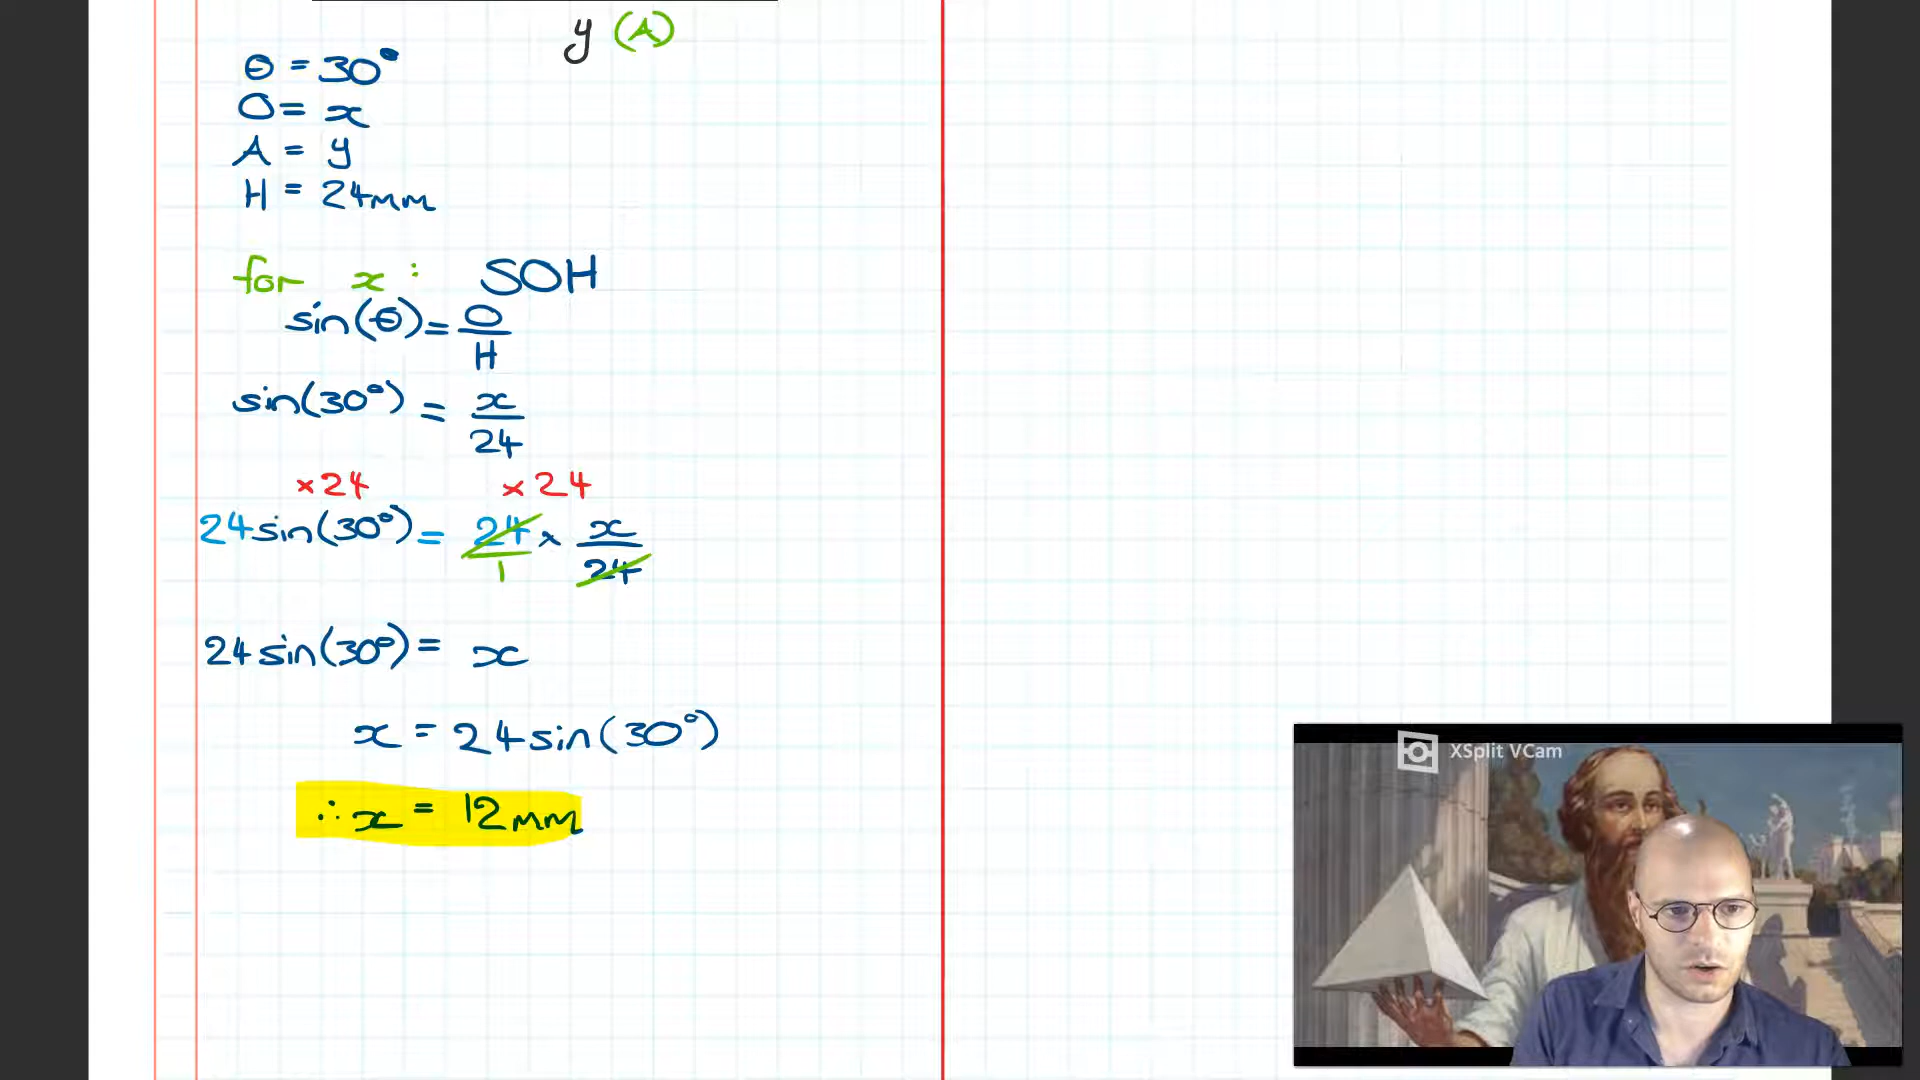 y (A)
θ = 30°
O = x
A = y
H = 24mm
for x : SOH
sin(θ) = O/H
sin(30°) = x/24
×24 ×24
24sin(30°) = 24/1 × x/24
24sin(30°) = x
x = 24sin(30°)
∴ x = 12mm
XSplit VCam